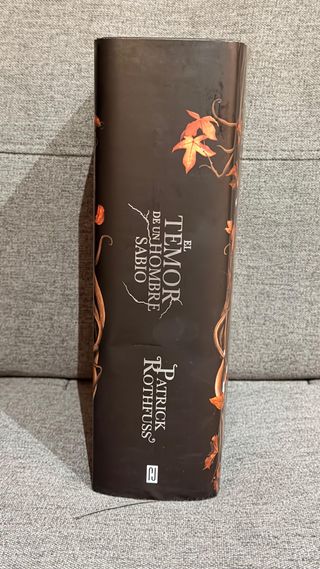 EL
TEMOR
DE UN HOMBRE
SABIO
PATRICK
ROTHFUSS